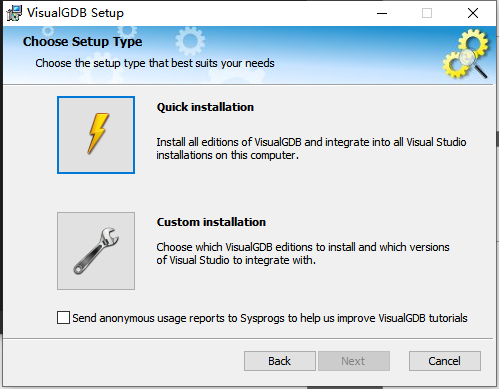 VisualGDB Setup
Choose Setup Type
Choose the setup type that best suits your needs
Quick installation
Install all editions of VisualGDB and integrate into all Visual Studio
installations on this computer.
Custom installation
Choose which VisualGDB editions to install and which versions
of Visual Studio to integrate with.
Send anonymous usage reports to Sysprogs to help us improve VisualGDB tutorials
Back
Next
Cancel